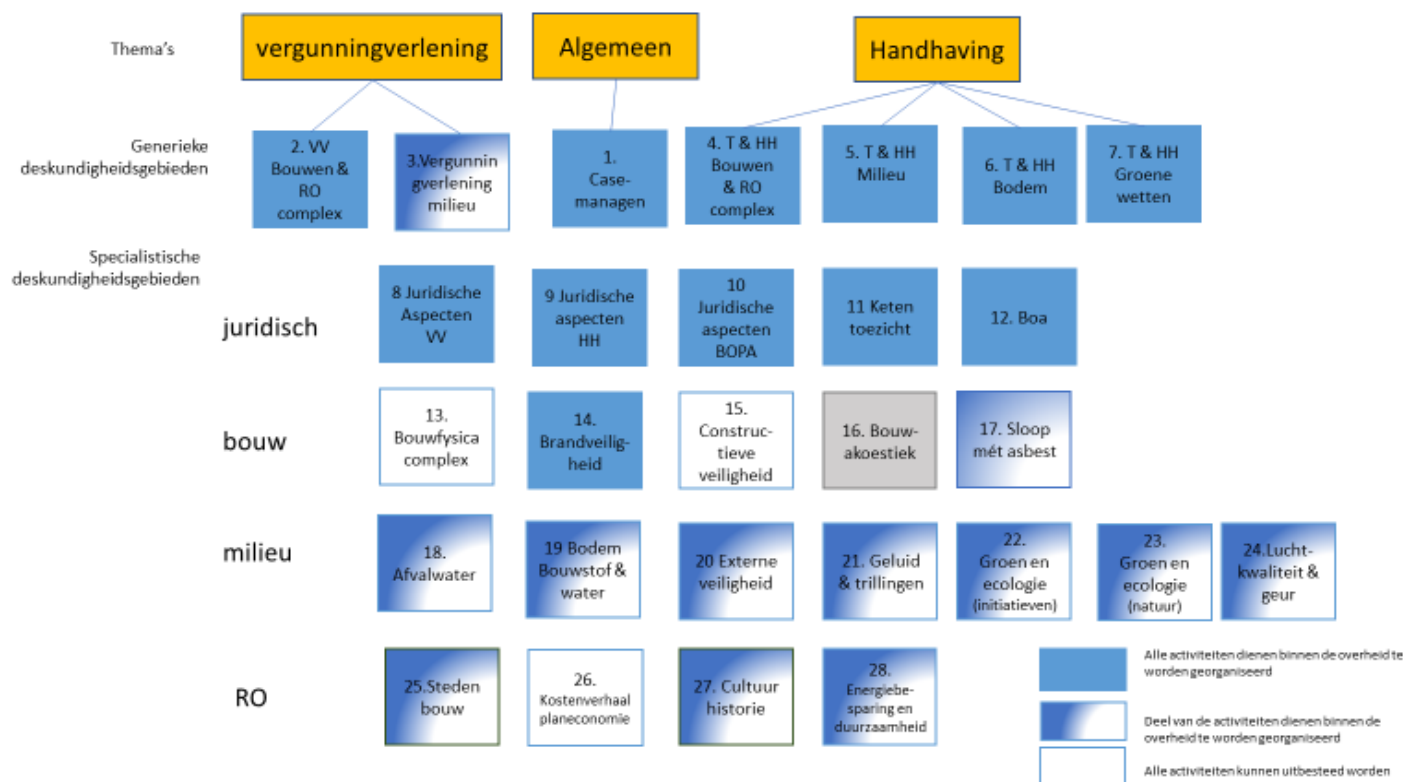 Thema's
vergunningverlening
Algemeen
Handhaving
Generieke
deskundigheidsgebieden
2. VV
Bouwen &
RO
complex
3.Vergunnin
gverlening
milieu
1.
Case-
managen
4. T & HH
Bouwen
& RO
complex
5. T & HH
Milieu
6. T & HH
Bodem
7. T & HH
Groene
wetten
Specialistische
deskundigheidsgebieden
juridisch
8 Juridische
Aspecten
VV
9 Juridische
aspecten
HH
10
Juridische
aspecten
BOPA
11 Keten
toezicht
12. Boa
bouw
13.
Bouwfysica
complex
14.
Brandveilig-
heid
15.
Construc-
tieve
veiligheid
16. Bouw-
akoestiek
17. Sloop
mét asbest
milieu
18.
Afvalwater
19 Bodem
Bouwstof &
water
20 Externe
veiligheid
21. Geluid
& trillingen
22.
Groen en
ecologie
(initiatieven)
23.
Groen en
ecologie
(natuur)
24.Lucht-
kwaliteit &
geur
RO
25.Steden
bouw
26.
Kostenverhaal
planeconomie
27. Cultuur
historie
28.
Energiebe-
sparing en
duurzaamheid
Alle activiteiten dienen binnen de overheid te
worden georganiseerd
Deel van de activiteiten dienen binnen de
overheid te worden georganiseerd
Alle activiteiten kunnen uitbesteed worden